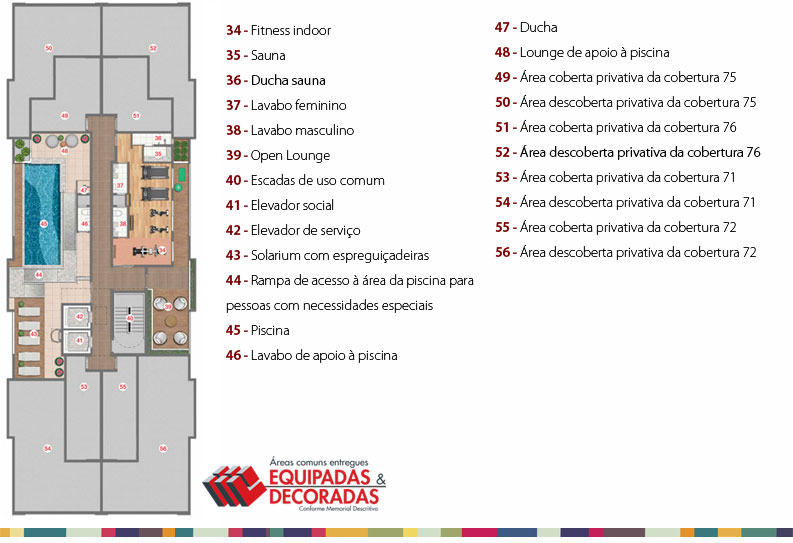 34 - Fitness indoor
35 - Sauna
36 - Ducha sauna
37 - Lavabo feminino
38 - Lavabo masculino
39 - Open Lounge
40 - Escadas de uso comum
41 - Elevador social
42 - Elevador de serviço
43 - Solarium com espreguiçadeiras
44 - Rampa de acesso à área da piscina para
pessoas com necessidades especiais
45 - Piscina
46 - Lavabo de apoio à piscina
47 - Ducha
48 - Lounge de apoio à piscina
49 - Área coberta privativa da cobertura 75
50 - Área descoberta privativa da cobertura 75
51 - Área coberta privativa da cobertura 76
52 - Área descoberta privativa da cobertura 76
53 - Área coberta privativa da cobertura 71
54 - Área descoberta privativa da cobertura 71
55 - Área coberta privativa da cobertura 72
56 - Área descoberta privativa da cobertura 72
50
52
49
51
48
36
35
47
37
46
38
45
34
44
39
42
40
41
53
55
54
56
Áreas comuns entregues
EQUIPADAS &
DECORADAS
Conforme Memorial Descritivo